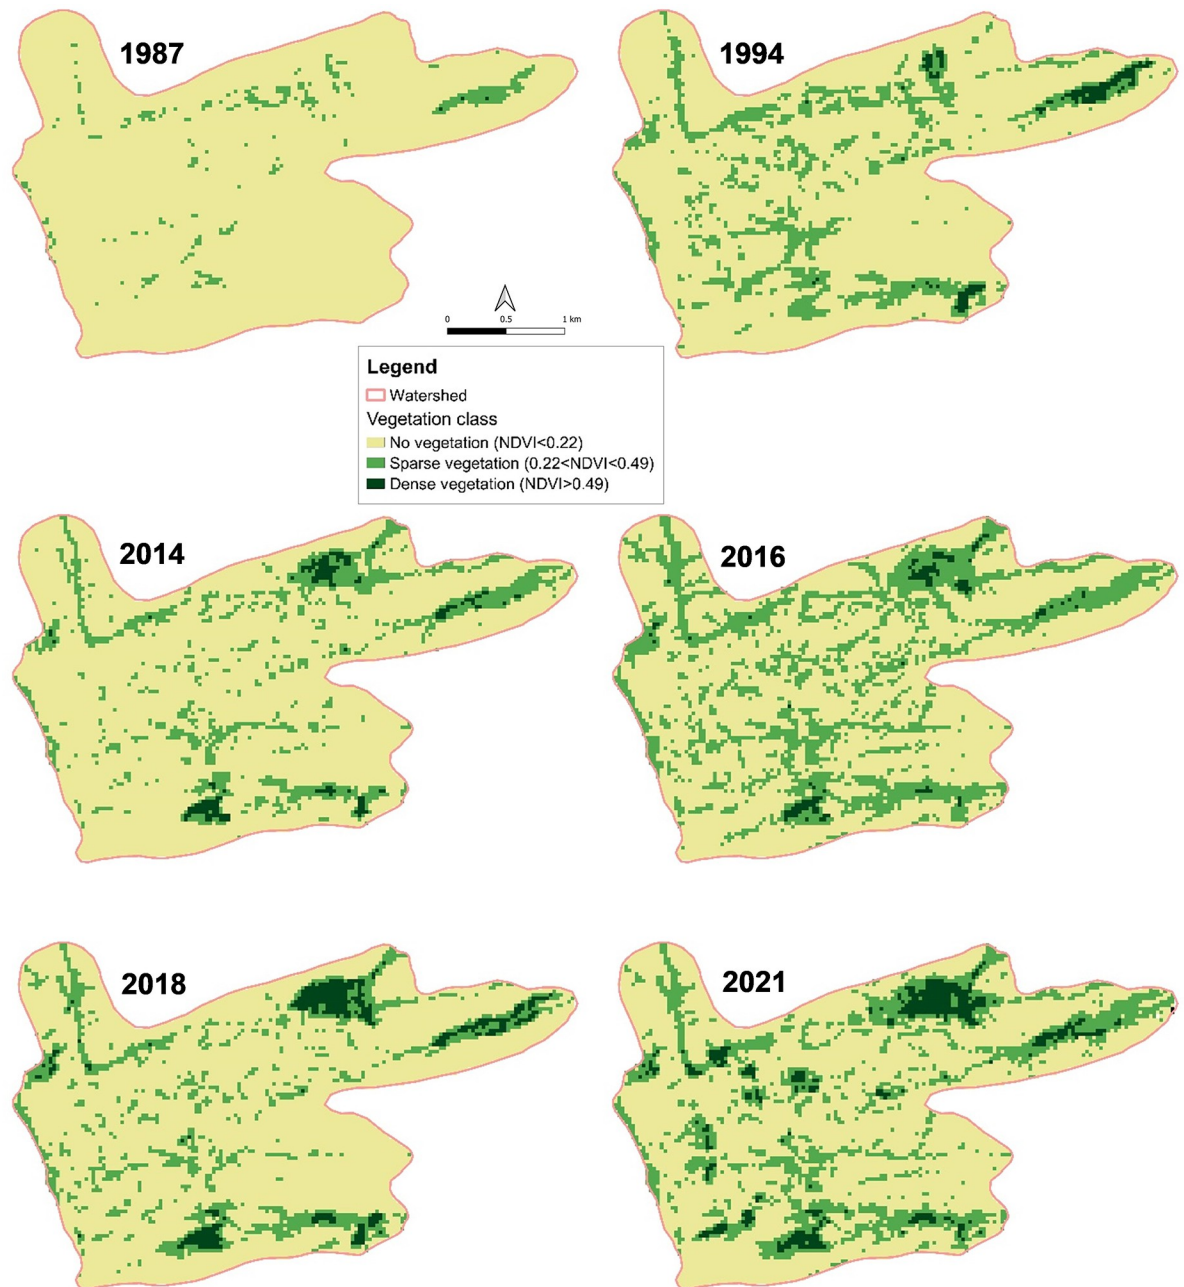 1987
1994
0 0.5 1 km
Legend
Watershed
Vegetation class
No vegetation (NDVI<0.22)
Sparse vegetation (0.22<NDVI<0.49)
Dense vegetation (NDVI>0.49)
2014
2016
2018
2021